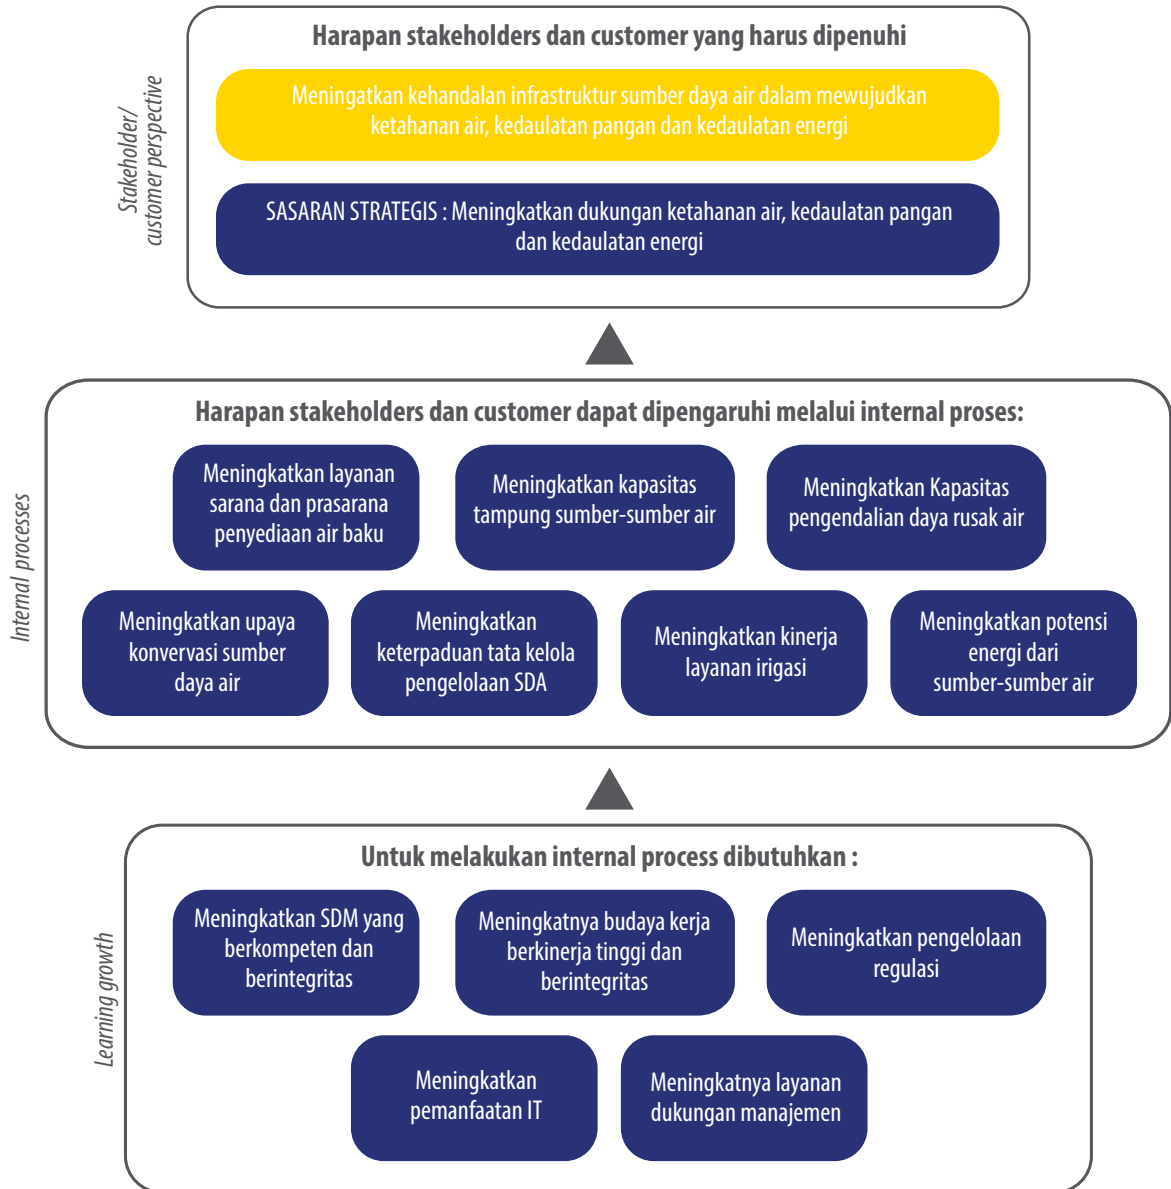 Stakeholder/
customer perspective
Harapan stakeholders dan customer yang harus dipenuhi
Meningatkan kehandalan infrastruktur sumber daya air dalam mewujudkan
ketahanan air, kedaulatan pangan dan kedaulatan energi
SASARAN STRATEGIS : Meningkatkan dukungan ketahanan air, kedaulatan pangan
dan kedaulatan energi
Internal processes
Harapan stakeholders dan customer dapat dipengaruhi melalui internal proses:
Meningkatkan layanan
sarana dan prasarana
penyediaan air baku
Meningkatkan kapasitas
tampung sumber-sumber air
Meningkatkan Kapasitas
pengendalian daya rusak air
Meningkatkan upaya
konvervasi sumber
daya air
Meningkatkan
keterpaduan tata kelola
pengelolaan SDA
Meningkatkan kinerja
layanan irigasi
Meningkatkan potensi
energi dari
sumber-sumber air
Learning growth
Untuk melakukan internal process dibutuhkan :
Meningkatkan SDM yang
berkompeten dan
berintegritas
Meningkatnya budaya kerja
berkinerja tinggi dan
berintegritas
Meningkatkan pengelolaan
regulasi
Meningkatkan
pemanfaatan IT
Meningkatnya layanan
dukungan manajemen